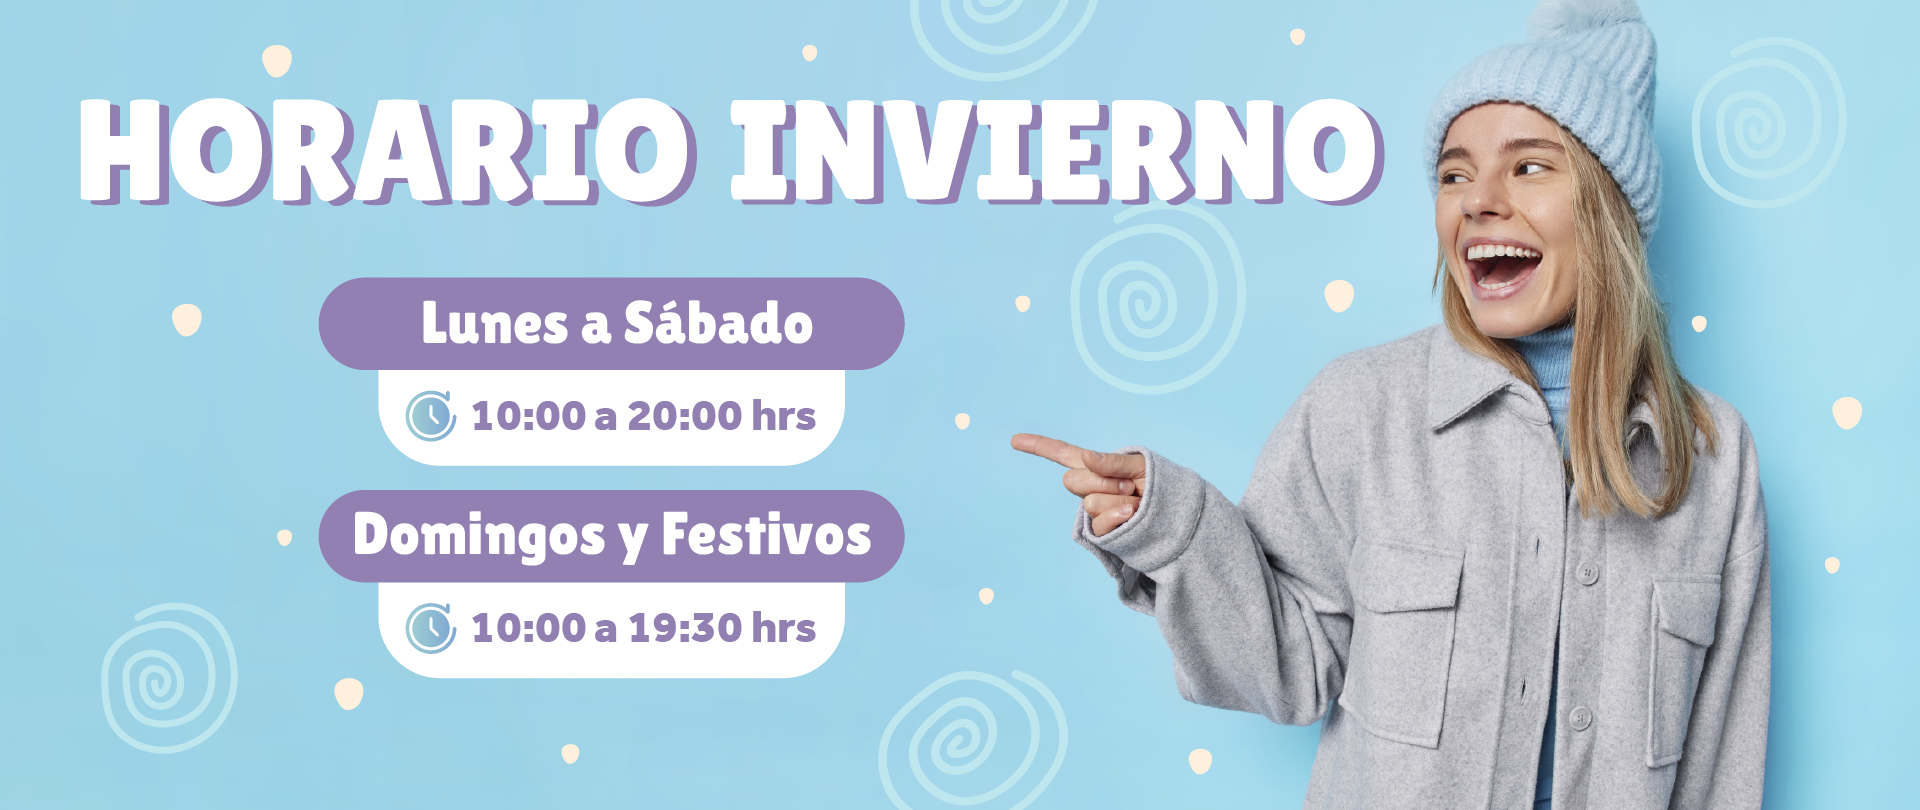 HORARIO INVIERNO
Lunes a Sábado
10:00 a 20:00 hrs
Domingos y Festivos
10:00 a 19:30 hrs